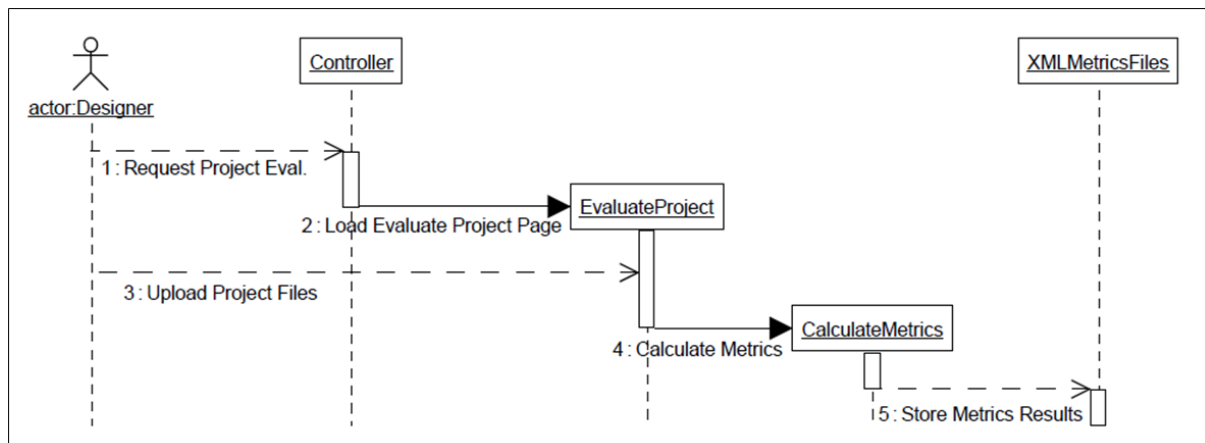 Controller
XMLMetricsFiles
actor:Designer
1 : Request Project Eval.
EvaluateProject
2 : Load Evaluate Project Page
3 : Upload Project Files
CalculateMetrics
4 : Calculate Metrics
5 : Store Metrics Results